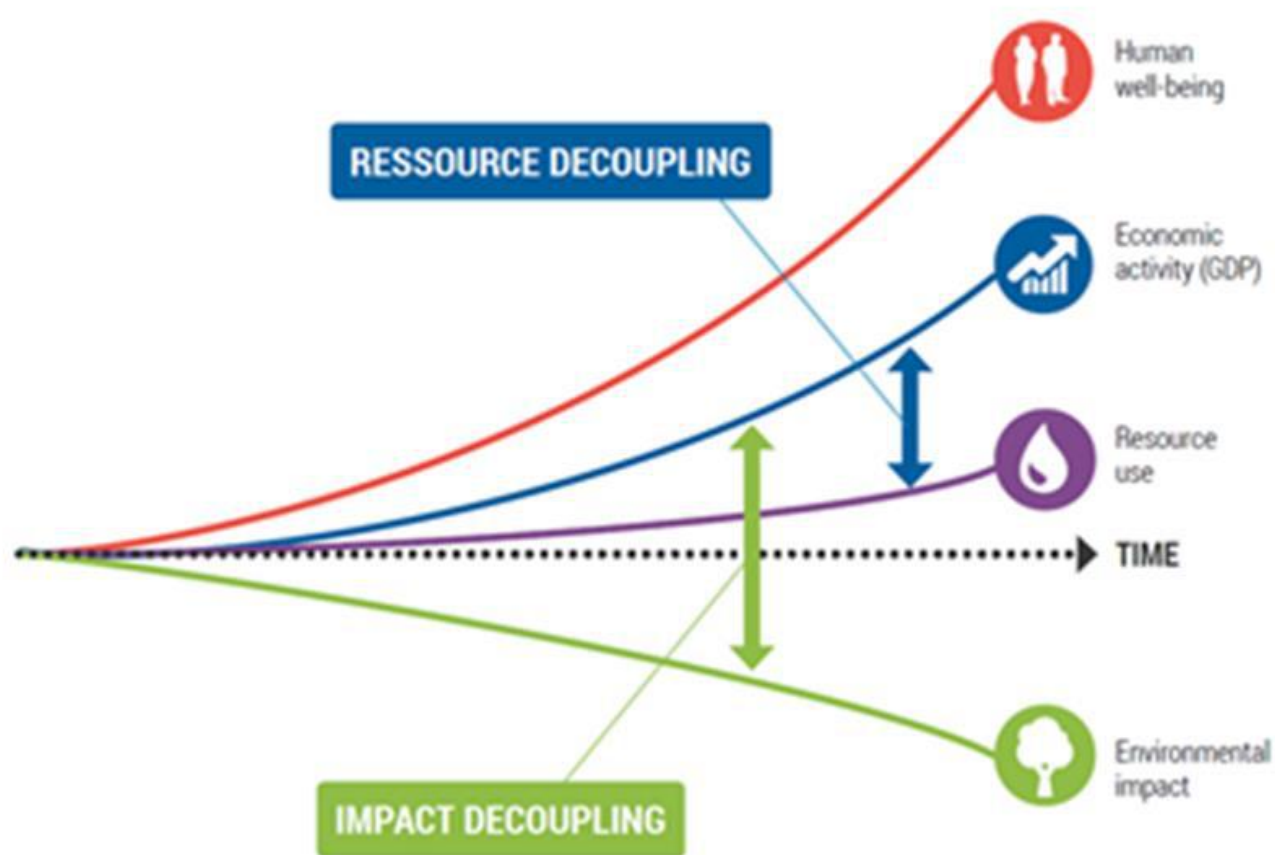 Human
well-being
RESSOURCE DECOUPLING
Economic
activity (GDP)
Resource
use
TIME
Environmental
impact
IMPACT DECOUPLING